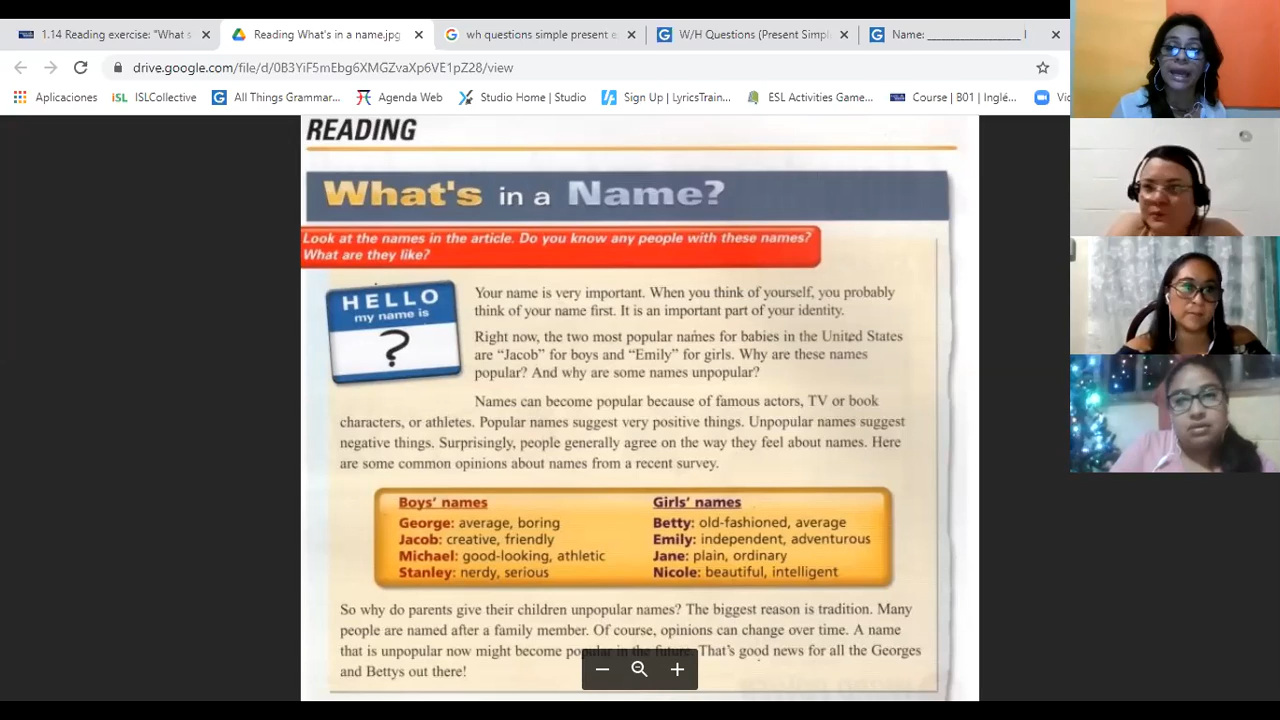 1.14 Reading exercise: "What s
Reading What's in a name.jpg
wh questions simple present e
W/H Questions (Present Simpl
Name: ____________________ |
drive.google.com/file/d/0B3YiF5mEbg6XMGZvaXp6VE1pZ28/view
Aplicaciones
iSL ISLCollective
All Things Grammar...
Agenda Web
Studio Home | Studio
Sign Up | LyricsTrain...
ESL Activities Game...
Course | B01 | Inglé...
READING
What's in a Name?
Look at the names in the article. Do you know any people with these names?
What are they like?
HELLO
my name is
?
Your name is very important. When you think of yourself, you probably
think of your name first. It is an important part of your identity.
Right now, the two most popular names for babies in the United States
are "Jacob" for boys and "Emily" for girls. Why are these names
popular? And why are some names unpopular?
Names can become popular because of famous actors, TV or book
characters, or athletes. Popular names suggest very positive things. Unpopular names suggest
negative things. Surprisingly, people generally agree on the way they feel about names. Here
are some common opinions about names from a recent survey.
Boys' names
George: average, boring
Jacob: creative, friendly
Michael: good-looking, athletic
Stanley: nerdy, serious
Girls' names
Betty: old-fashioned, average
Emily: independent, adventurous
Jane: plain, ordinary
Nicole: beautiful, intelligent
So why do parents give their children unpopular names? The biggest reason is tradition. Many
people are named after a family member. Of course, opinions can change over time. A name
that is unpopular now might become popular in the future. That's good news for all the Georges
and Bettys out there!